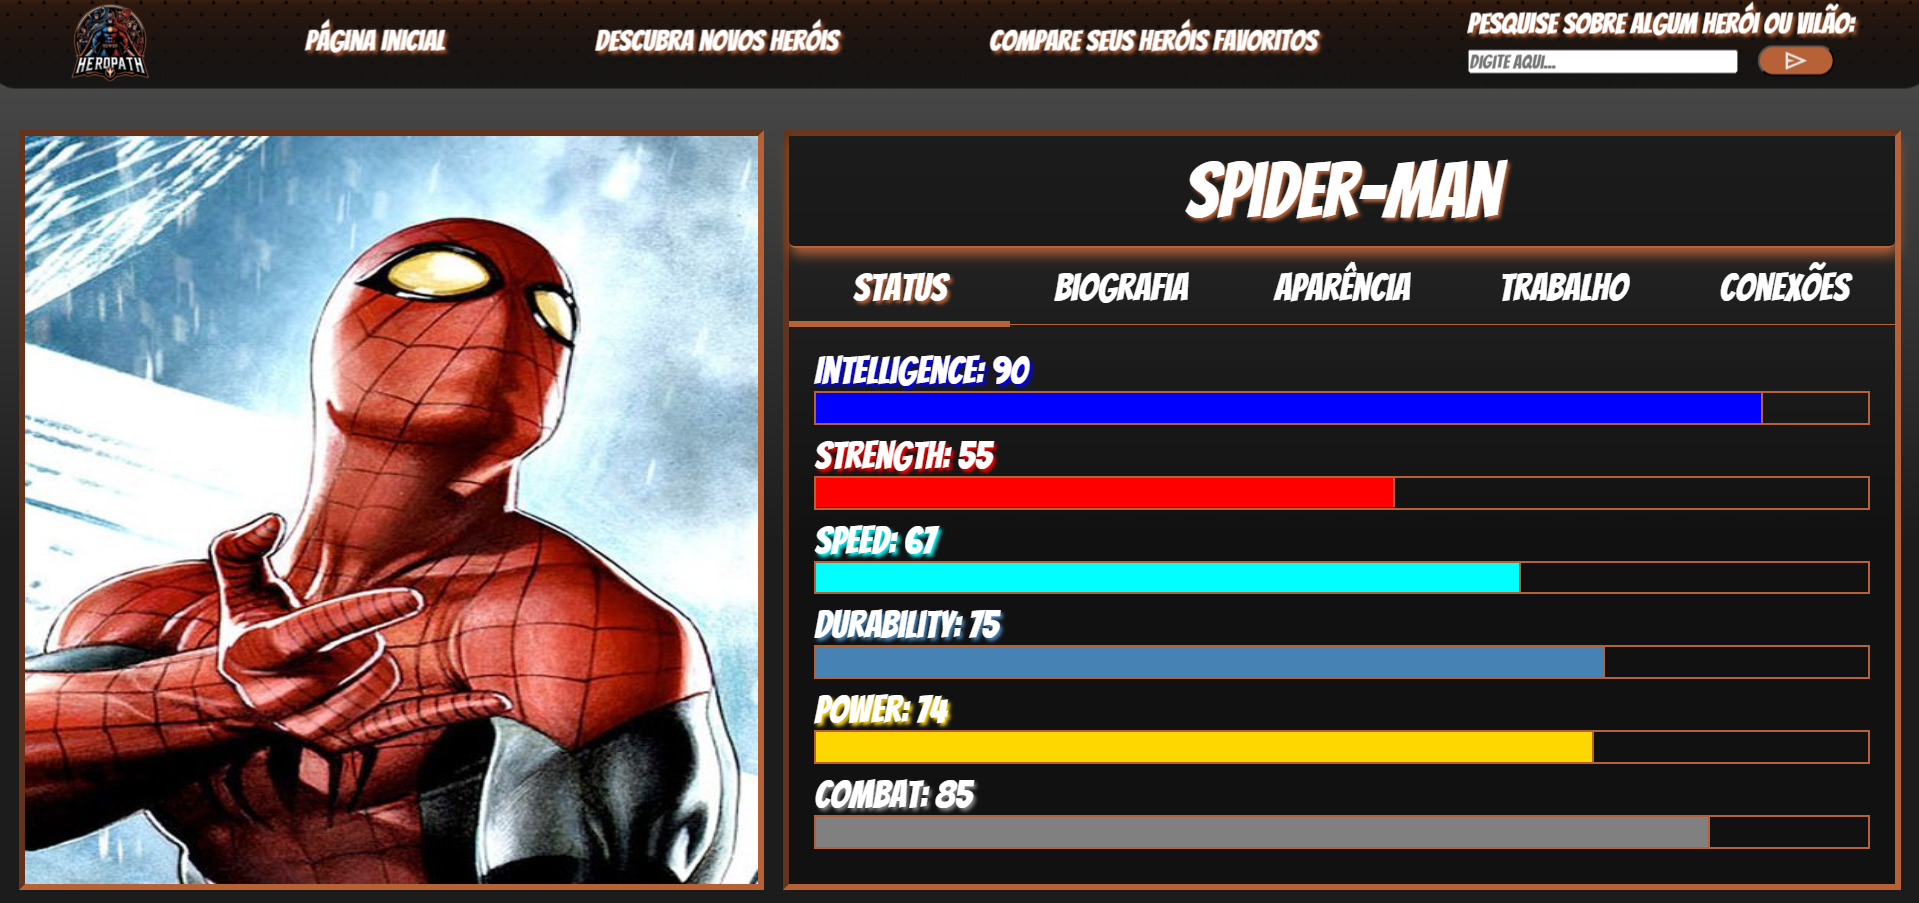 HEROPATH
PÁGINA INICIAL
DESCUBRA NOVOS HERÓIS
COMPARE SEUS HERÓIS FAVORITOS
PESQUISE SOBRE ALGUM HERÓI OU VILÃO:
DIGITE AQUI...
SPIDER-MAN
STATUS
BIOGRAFIA
APARÊNCIA
TRABALHO
CONEXÕES
INTELLIGENCE: 90
STRENGTH: 55
SPEED: 67
DURABILITY: 75
POWER: 74
COMBAT: 85